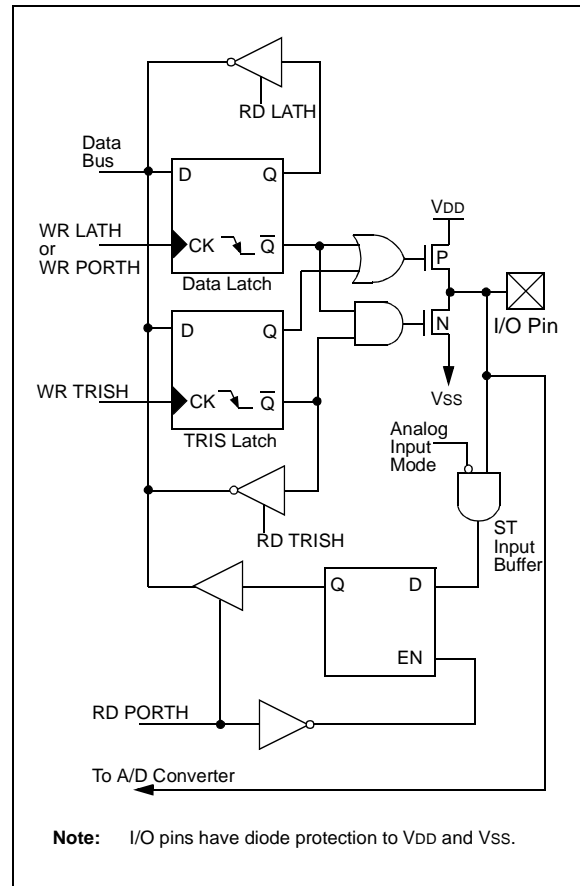 RD LATH
Data
Bus
D Q
VDD
WR LATH
or
WR PORTH
CK Q
P
Data Latch
I/O Pin
D Q
N
WR TRISH
CK Q
VSS
TRIS Latch
Analog
Input
Mode
RD TRISH
ST
Input
Buffer
Q D
EN
RD PORTH
To A/D Converter
Note: I/O pins have diode protection to VDD and VSS.